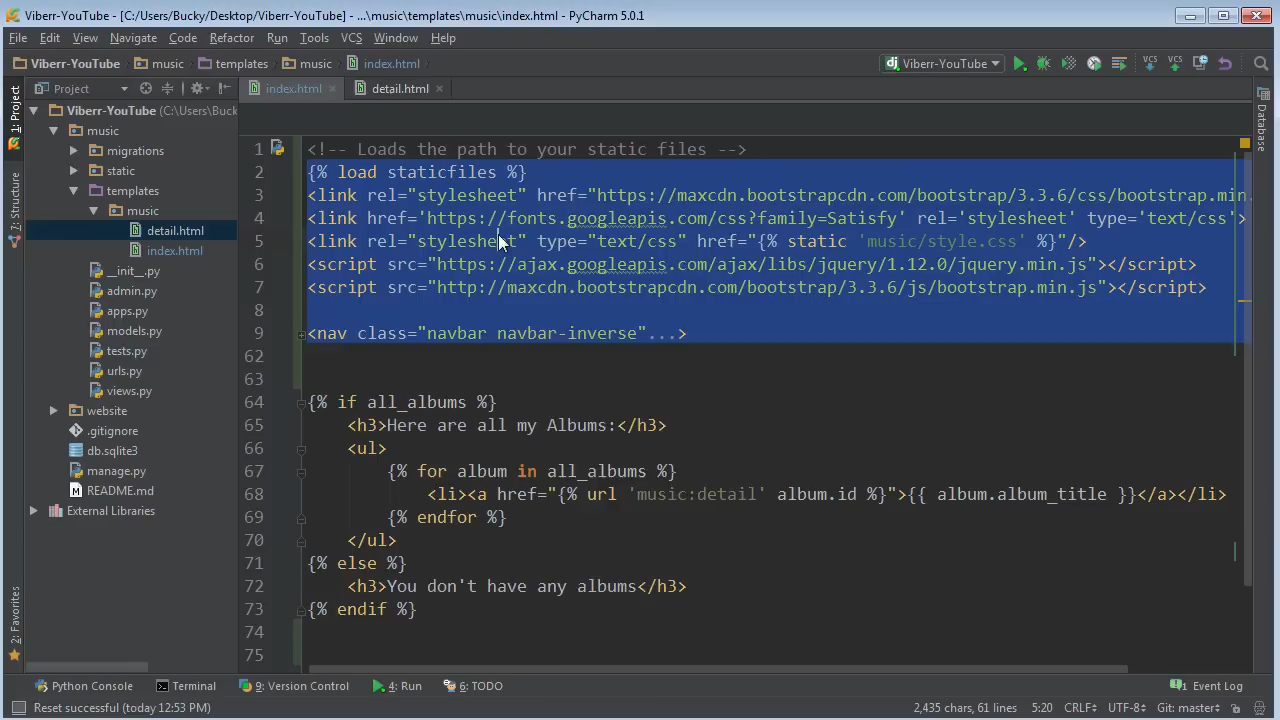 Viberr-YouTube - [C:/Users/Bucky/Desktop/Viberr-YouTube] - ...\music\templates\music\index.html - PyCharm 5.0.1
File Edit View Navigate Code Refactor Run Tools VCS Window Help
Viberr-YouTube music templates music index.html dj Viberr-YouTube VCS VCS
Project index.html detail.html
1: Project
Z: Structure
2: Favorites
Viberr-YouTube (C:\Users\Buck
music
migrations
static
templates
music
detail.html
index.html
__init__.py
admin.py
apps.py
models.py
tests.py
urls.py
views.py
website
.gitignore
db.sqlite3
manage.py
README.md
External Libraries
1 <!-- Loads the path to your static files -->
2 {% load staticfiles %}
3 <link rel="stylesheet" href="https://maxcdn.bootstrapcdn.com/bootstrap/3.3.6/css/bootstrap.min.
4 <link href='https://fonts.googleapis.com/css?family=Satisfy' rel='stylesheet' type='text/css'>
5 <link rel="stylesheet" type="text/css" href="{% static 'music/style.css' %}"/>
6 <script src="https://ajax.googleapis.com/ajax/libs/jquery/1.12.0/jquery.min.js"></script>
7 <script src="http://maxcdn.bootstrapcdn.com/bootstrap/3.3.6/js/bootstrap.min.js"></script>
8
9 <nav class="navbar navbar-inverse"...>
62
63
64 {% if all_albums %}
65 <h3>Here are all my Albums:</h3>
66 <ul>
67 {% for album in all_albums %}
68 <li><a href="{% url 'music:detail' album.id %}">{{ album.album_title }}</a></li>
69 {% endfor %}
70 </ul>
71 {% else %}
72 <h3>You don't have any albums</h3>
73 {% endif %}
74
75
Database
Python Console Terminal 9: Version Control 4: Run 6: TODO 1 Event Log
Reset successful (today 12:33 PM) 2,435 chars, 61 lines 5:20 CRLF UTF-8 Git: master